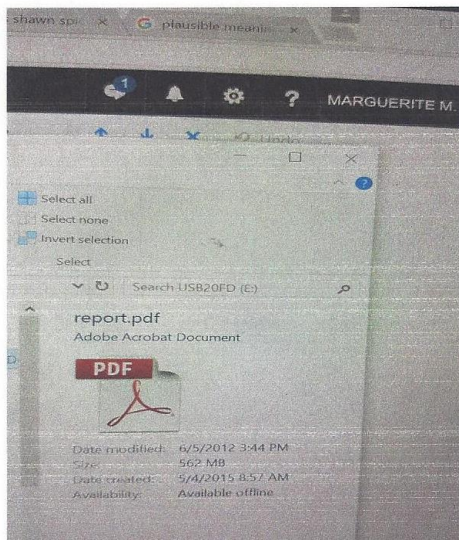 shawn spi
plausible meanin
1
? MARGUERITE M.
Undo
Select all
Select none
Invert selection
Select
Search USB20FD (E:)
report.pdf
Adobe Acrobat Document
PDF
Date modified: 6/5/2012 3:44 PM
Size: 562 MB
Date created: 5/4/2015 8:57 AM
Availability: Available offline